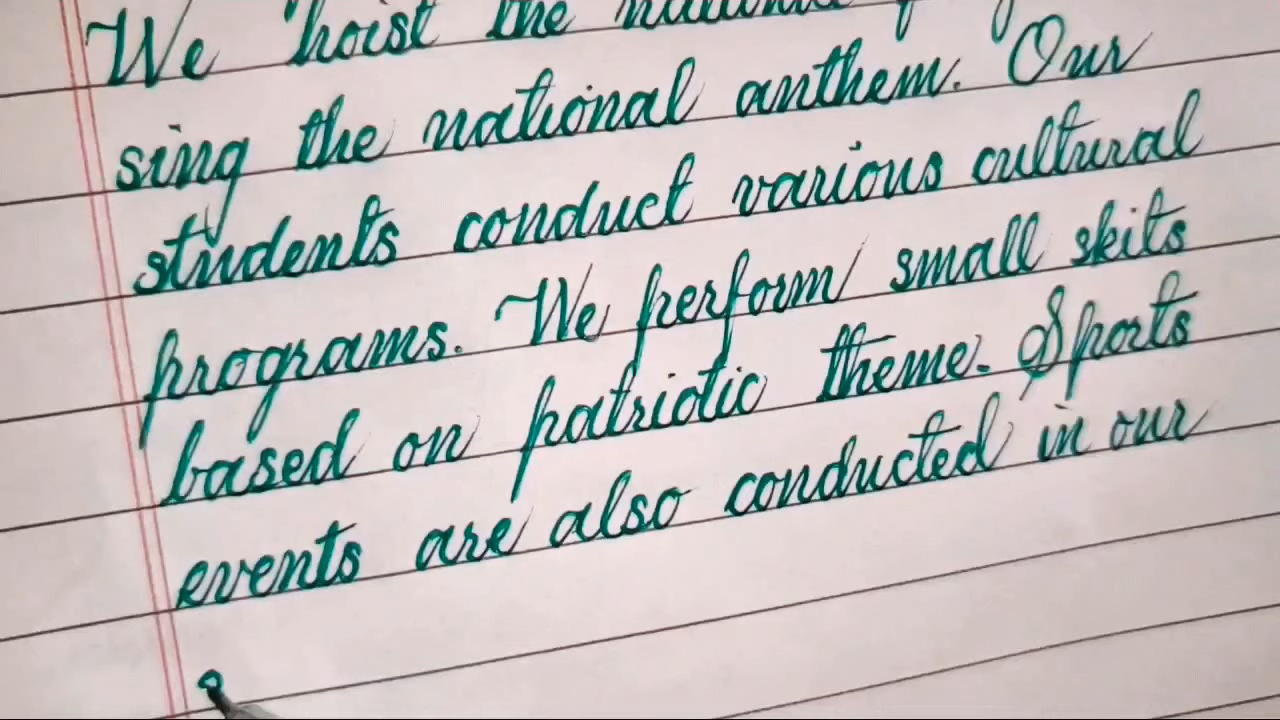 We hoist the national
sing the national anthem. Our
students conduct various cultural
programs. We perform small skits
based on patriotic theme. Sports
events are also conducted in our